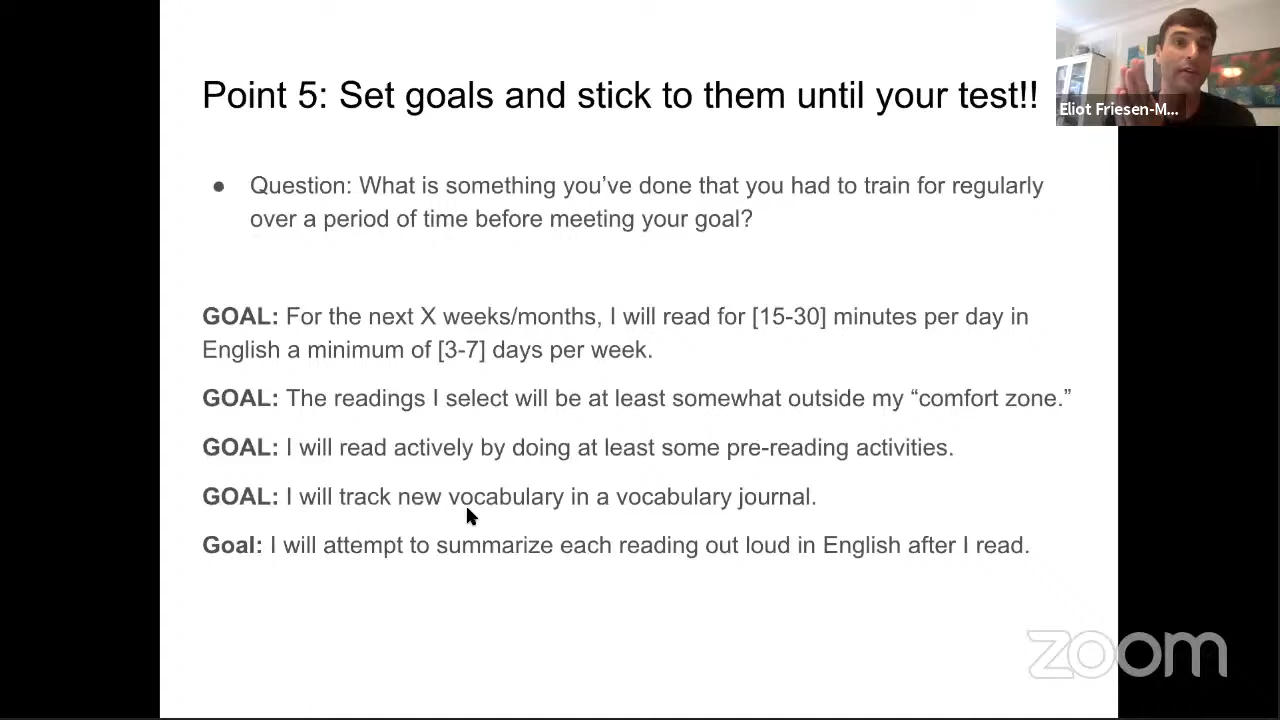 Point 5: Set goals and stick to them until your test!!
Eliot Friesen-M...
● Question: What is something you’ve done that you had to train for regularly
over a period of time before meeting your goal?
GOAL: For the next X weeks/months, I will read for [15-30] minutes per day in
English a minimum of [3-7] days per week.
GOAL: The readings I select will be at least somewhat outside my “comfort zone.”
GOAL: I will read actively by doing at least some pre-reading activities.
GOAL: I will track new vocabulary in a vocabulary journal.
Goal: I will attempt to summarize each reading out loud in English after I read.
zoom